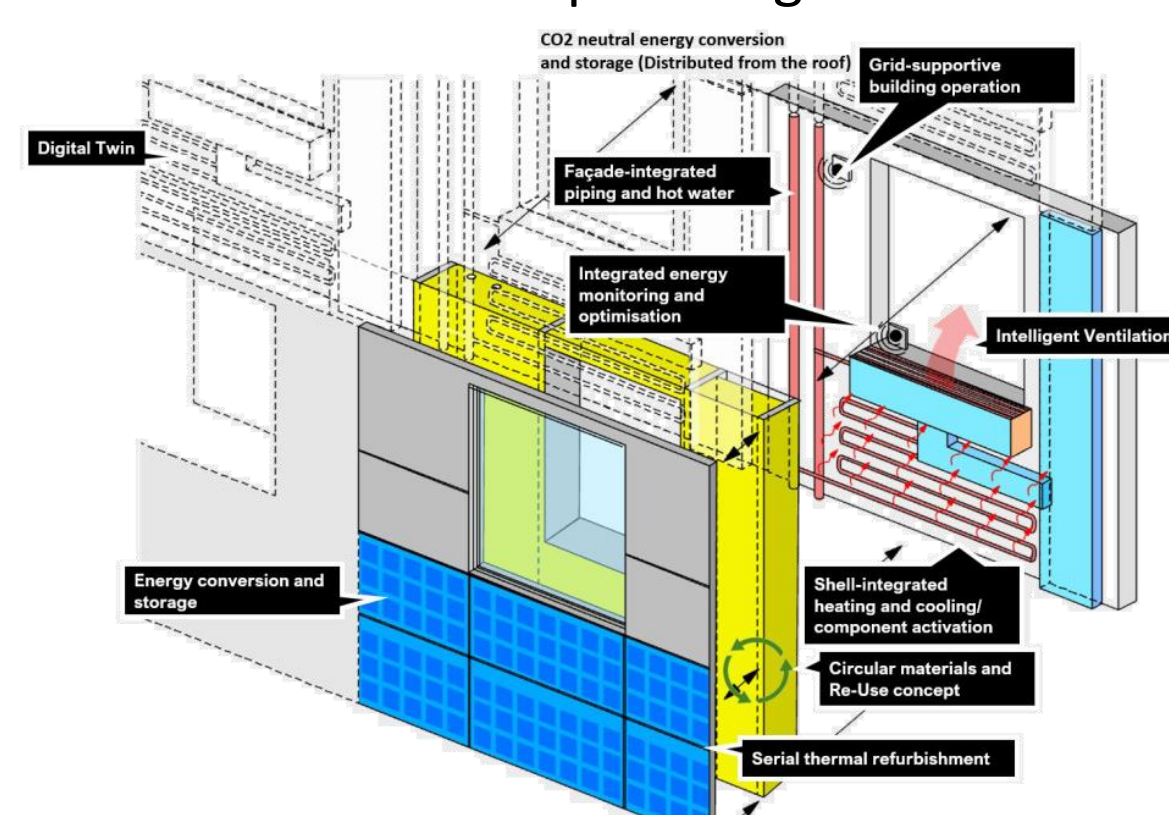 CO2 neutral energy conversion
and storage (Distributed from the roof)
Grid-supportive
building operation
Digital Twin
Façade-integrated
piping and hot water
Integrated energy
monitoring and
optimisation
Intelligent Ventilation
Energy conversion and
storage
Shell-integrated
heating and cooling/
component activation
Circular materials and
Re-Use concept
Serial thermal refurbishment